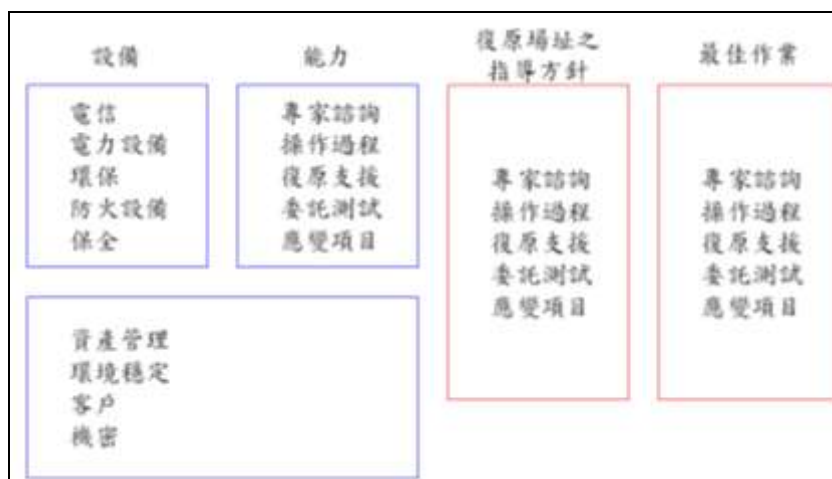 設備
電信
電力設備
環保
防火設備
保全
能力
專家諮詢
操作過程
復原支援
委託測試
應變項目
資產管理
環境穩定
客戶
機密
復原場址之
指導方針
專家諮詢
操作過程
復原支援
委託測試
應變項目
最佳作業
專家諮詢
操作過程
復原支援
委託測試
應變項目